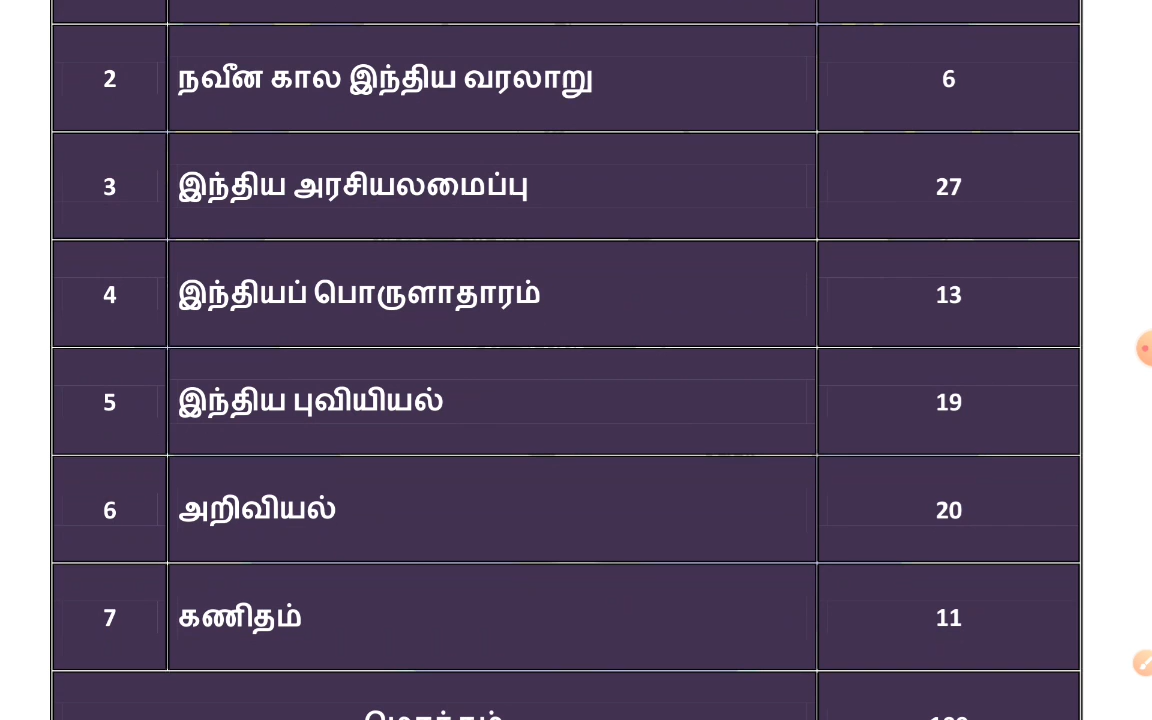 2 நவீன கால இந்திய வரலாறு 6
3 இந்திய அரசியலமைப்பு 27
4 இந்தியப் பொருளாதாரம் 13
5 இந்திய புவியியல் 19
6 அறிவியல் 20
7 கணிதம் 11